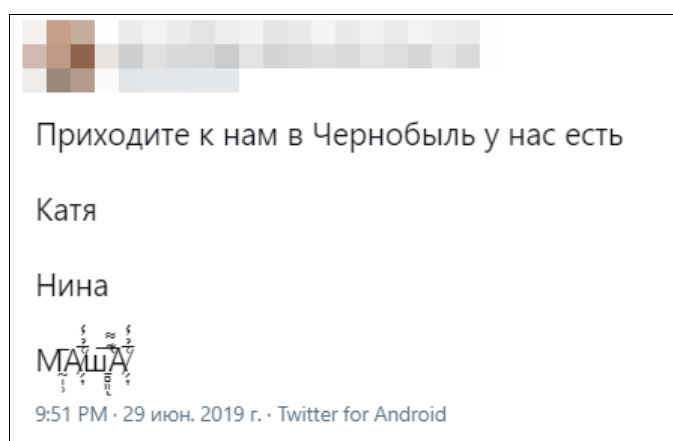 Приходите к нам в Чернобыль у нас есть
Катя
Нина
МАША
9:51 PM · 29 июн. 2019 г. · Twitter for Android